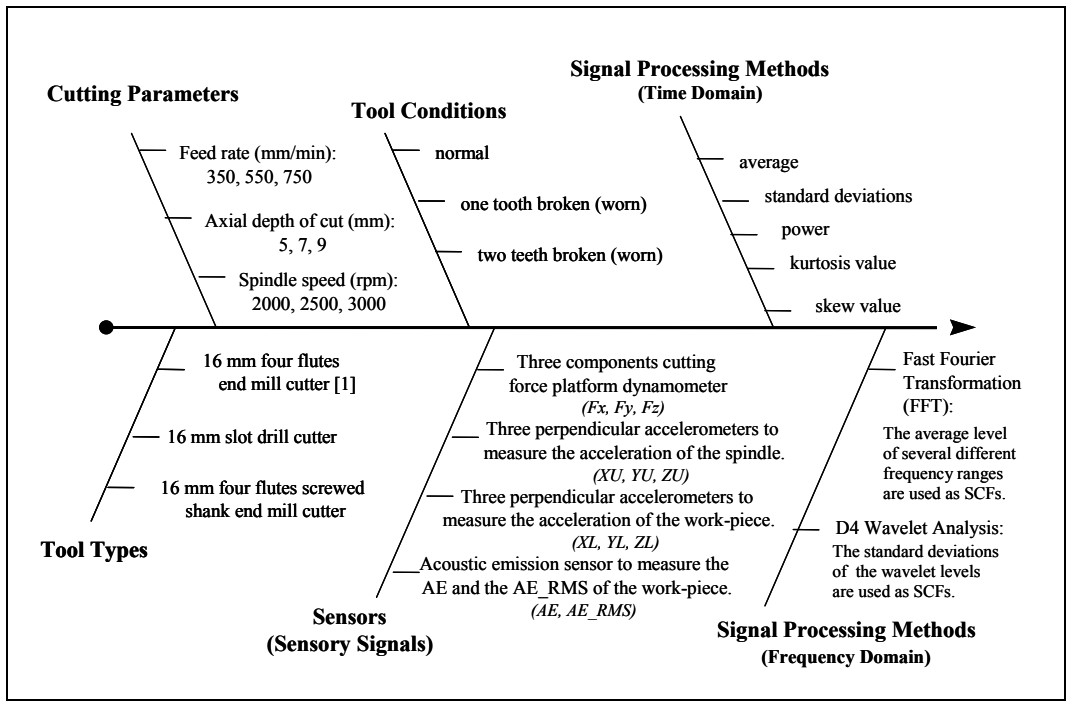 Cutting Parameters
Feed rate (mm/min):
350, 550, 750
Axial depth of cut (mm):
5, 7, 9
Spindle speed (rpm):
2000, 2500, 3000
Tool Conditions
normal
one tooth broken (worn)
two teeth broken (worn)
Signal Processing Methods
(Time Domain)
average
standard deviations
power
kurtosis value
skew value
16 mm four flutes
end mill cutter [1]
16 mm slot drill cutter
16 mm four flutes screwed
shank end mill cutter
Tool Types
Three components cutting
force platform dynamometer
(Fx, Fy, Fz)
Three perpendicular accelerometers to
measure the acceleration of the spindle.
(XU, YU, ZU)
Three perpendicular accelerometers to
measure the acceleration of the work-piece.
(XL, YL, ZL)
Acoustic emission sensor to measure the
AE and the AE_RMS of the work-piece.
(AE, AE_RMS)
Sensors
(Sensory Signals)
Fast Fourier
Transformation
(FFT):
The average level
of several different
frequency ranges
are used as SCFs.
D4 Wavelet Analysis:
The standard deviations
of the wavelet levels
are used as SCFs.
Signal Processing Methods
(Frequency Domain)